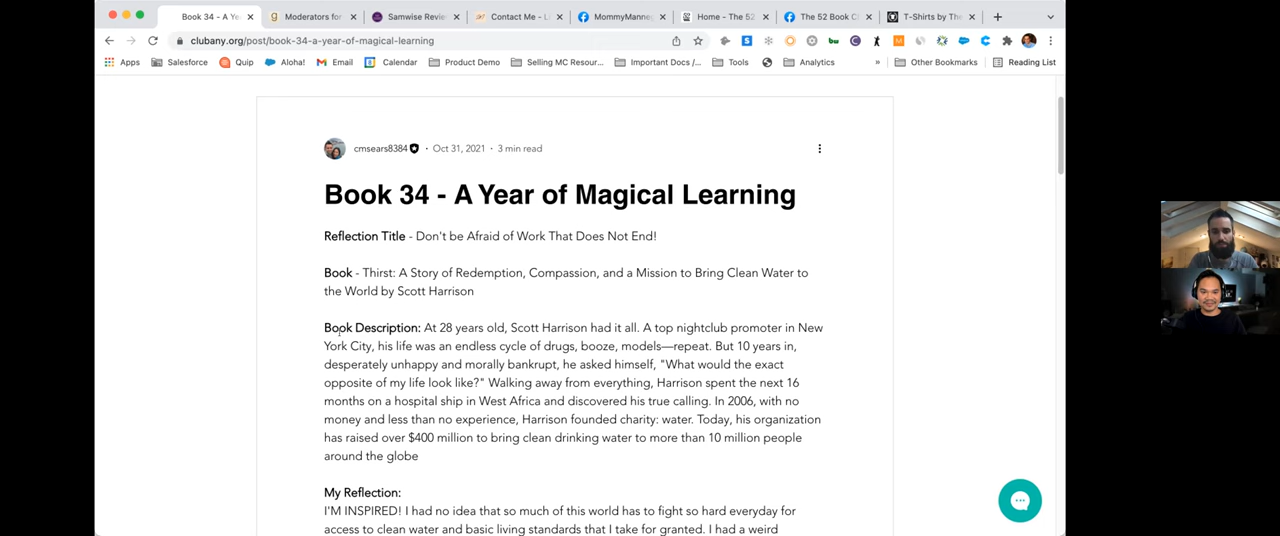 Book 34 - A Ye
Moderators for
Samwise Revie
Contact Me - L
MommyManne
Home - The 52
The 52 Book C
T-Shirts by The
clubany.org/post/book-34-a-year-of-magical-learning
Apps
Salesforce
Quip
Aloha!
Email
Calendar
Product Demo
Selling MC Resour...
Important Docs /...
Tools
Analytics
»
Other Bookmarks
Reading List
cmsears8384 · Oct 31, 2021 · 3 min read
Book 34 - A Year of Magical Learning
Reflection Title - Don't be Afraid of Work That Does Not End!
Book - Thirst: A Story of Redemption, Compassion, and a Mission to Bring Clean Water to
the World by Scott Harrison
Book Description: At 28 years old, Scott Harrison had it all. A top nightclub promoter in New
York City, his life was an endless cycle of drugs, booze, models—repeat. But 10 years in,
desperately unhappy and morally bankrupt, he asked himself, "What would the exact
opposite of my life look like?" Walking away from everything, Harrison spent the next 16
months on a hospital ship in West Africa and discovered his true calling. In 2006, with no
money and less than no experience, Harrison founded charity: water. Today, his organization
has raised over $400 million to bring clean drinking water to more than 10 million people
around the globe
My Reflection:
I'M INSPIRED! I had no idea that so much of this world has to fight so hard everyday for
access to clean water and basic living standards that I take for granted. I had a weird